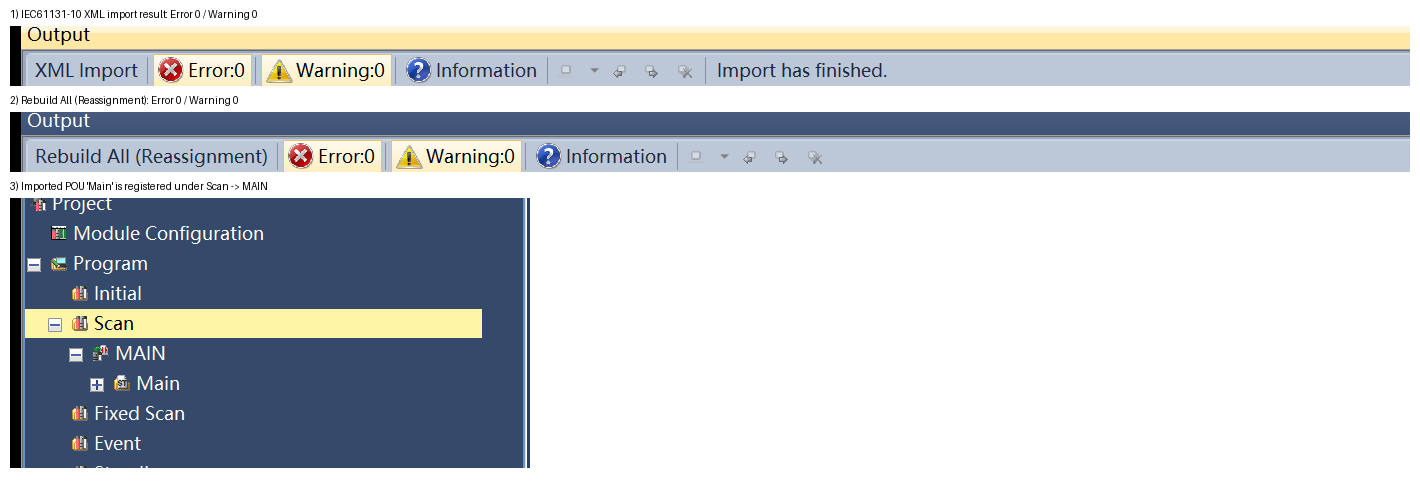 1) IEC61131-10 XML import result: Error 0 / Warning 0
Output
XML Import Error:0 Warning:0 Information Import has finished.
2) Rebuild All (Reassignment): Error 0 / Warning 0
Output
Rebuild All (Reassignment) Error:0 Warning:0 Information
3) Imported POU 'Main' is registered under Scan -> MAIN
Project
Module Configuration
Program
Initial
Scan
MAIN
Main
Fixed Scan
Event